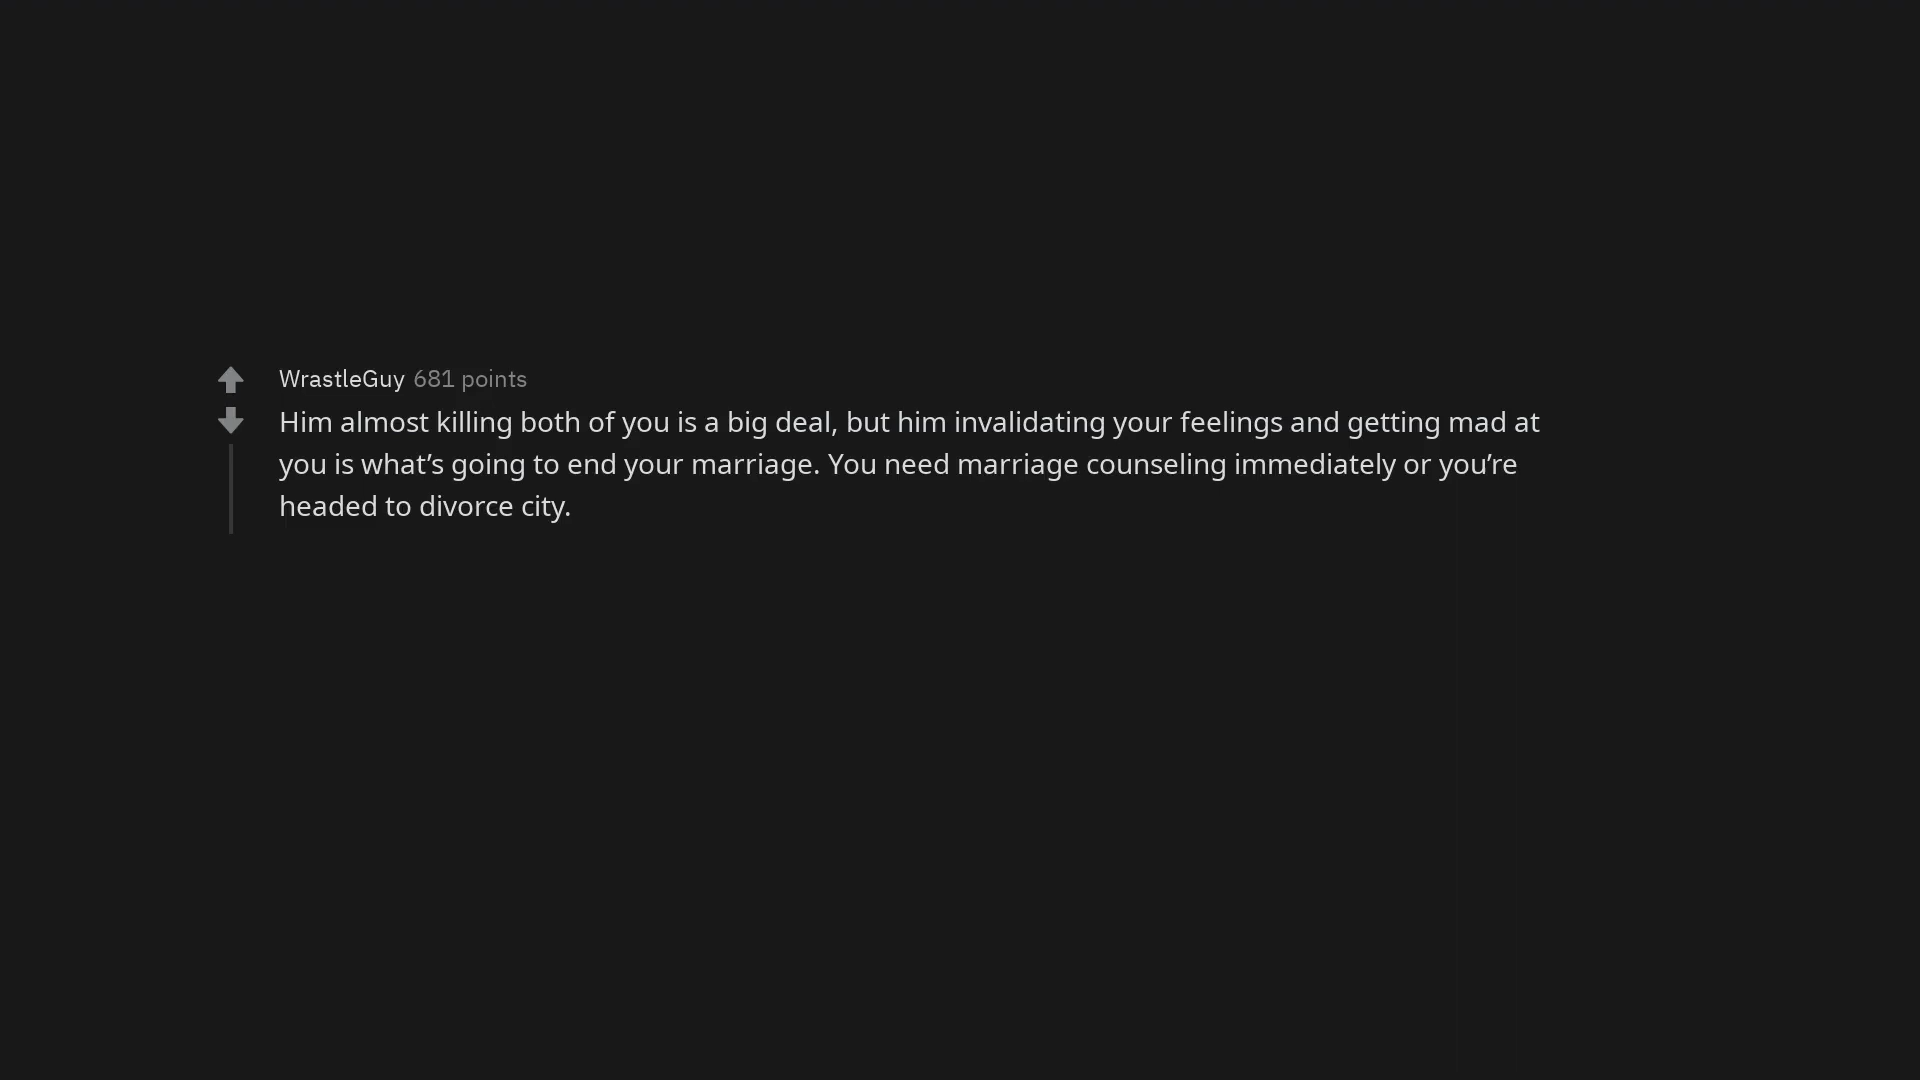 WrastleGuy 681 points
Him almost killing both of you is a big deal, but him invalidating your feelings and getting mad at
you is what’s going to end your marriage. You need marriage counseling immediately or you’re
headed to divorce city.